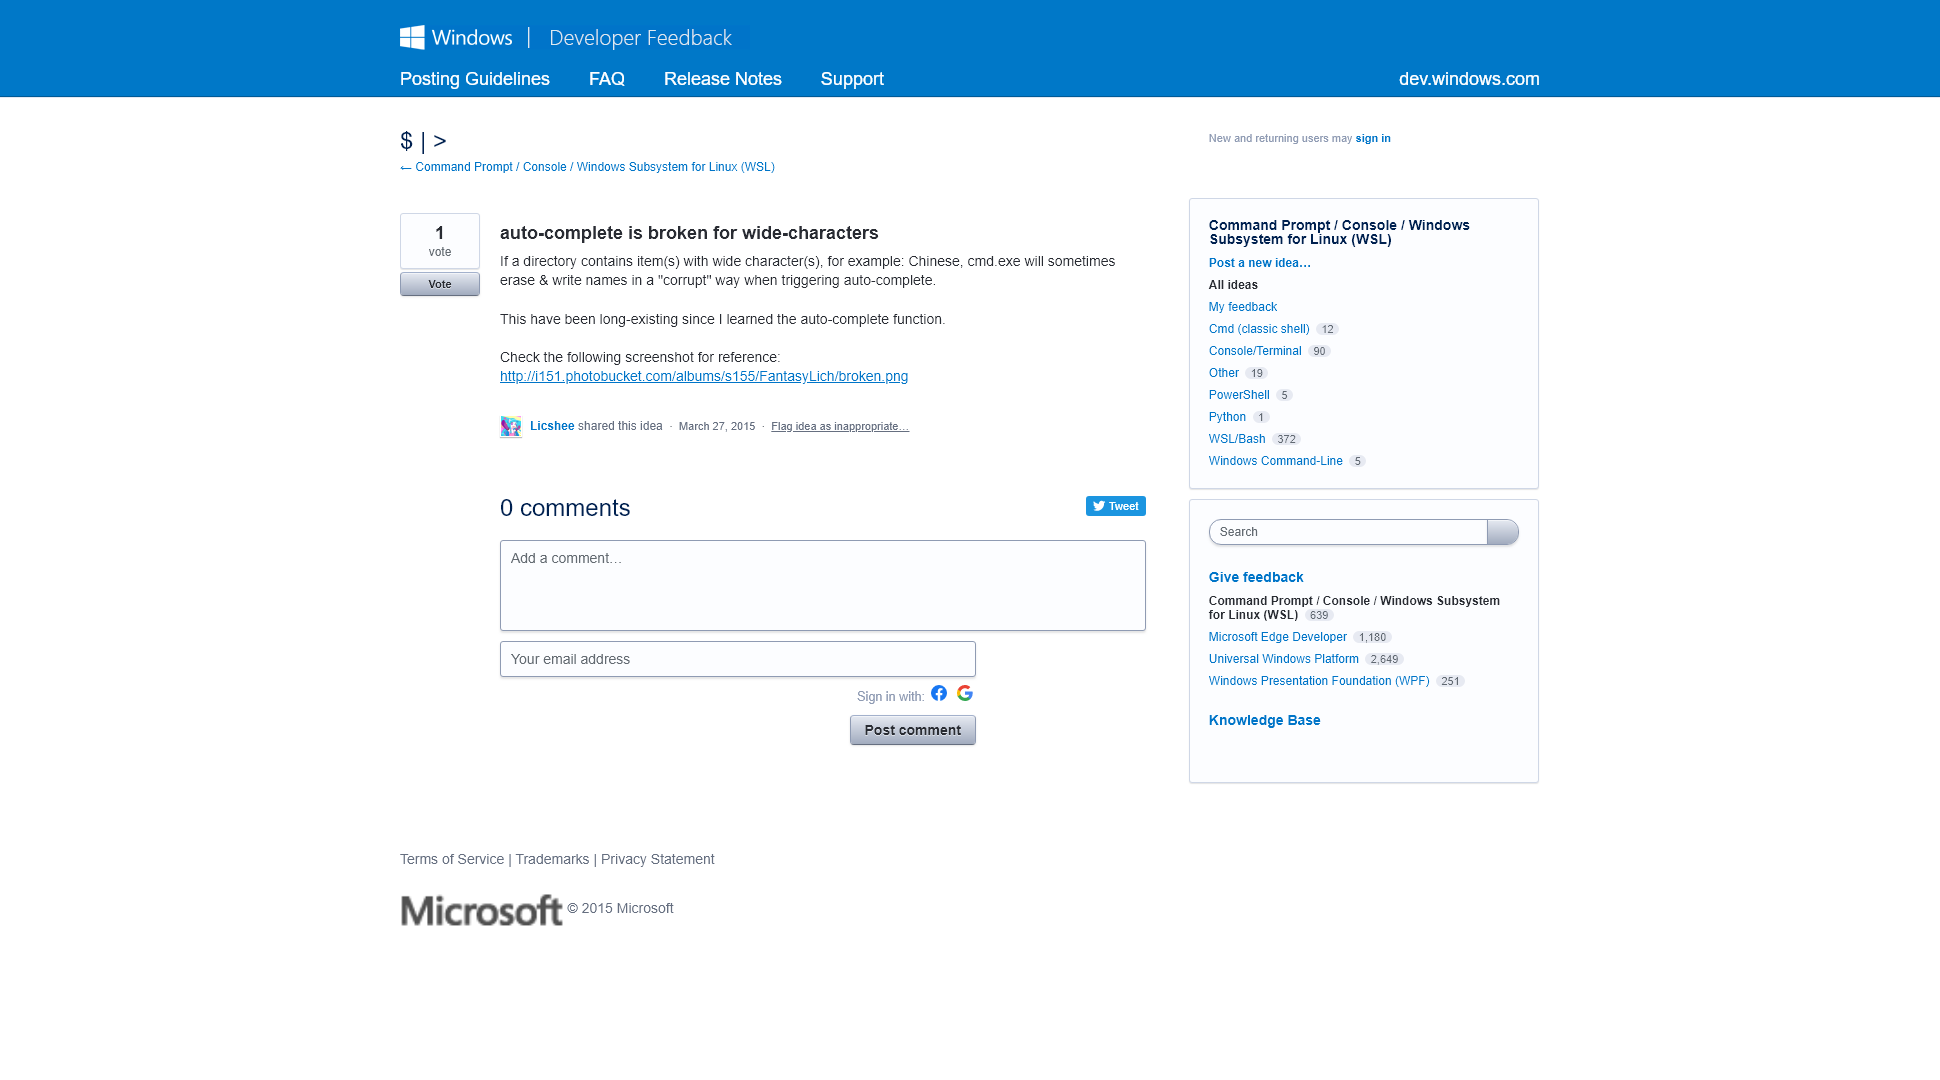 Windows | Developer Feedback
Posting Guidelines FAQ Release Notes Support dev.windows.com
$ | >
← Command Prompt / Console / Windows Subsystem for Linux (WSL)
New and returning users may sign in
1
vote
Vote
auto-complete is broken for wide-characters
If a directory contains item(s) with wide character(s), for example: Chinese, cmd.exe will sometimes
erase & write names in a "corrupt" way when triggering auto-complete.
This have been long-existing since I learned the auto-complete function.
Check the following screenshot for reference:
http://i151.photobucket.com/albums/s155/FantasyLich/broken.png
Licshee shared this idea · March 27, 2015 · Flag idea as inappropriate…
0 comments
Tweet
Add a comment…
Your email address
Sign in with:
Post comment
Command Prompt / Console / Windows
Subsystem for Linux (WSL)
Post a new idea…
All ideas
My feedback
Cmd (classic shell) 12
Console/Terminal 90
Other 19
PowerShell 5
Python 1
WSL/Bash 372
Windows Command-Line 5
Search
Give feedback
Command Prompt / Console / Windows Subsystem
for Linux (WSL) 639
Microsoft Edge Developer 1,180
Universal Windows Platform 2,649
Windows Presentation Foundation (WPF) 251
Knowledge Base
Terms of Service | Trademarks | Privacy Statement
Microsoft © 2015 Microsoft